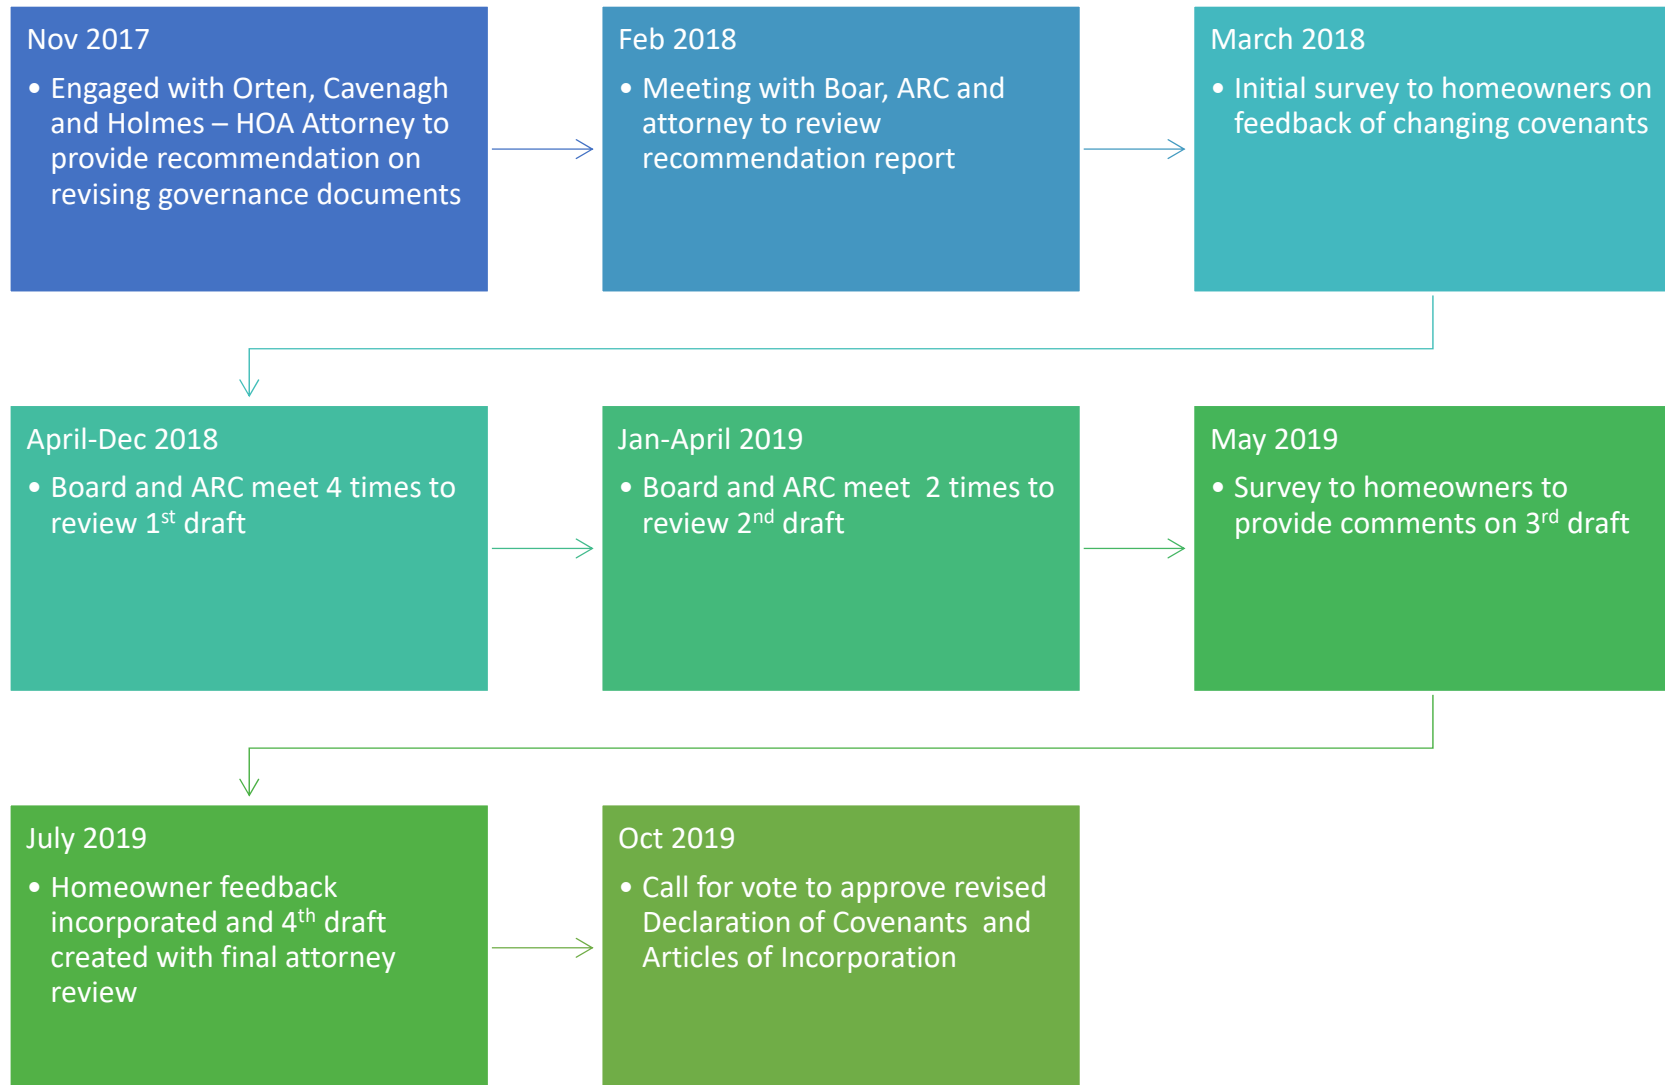 Nov 2017
• Engaged with Orten, Cavenagh
and Holmes – HOA Attorney to
provide recommendation on
revising governance documents
Feb 2018
• Meeting with Boar, ARC and
attorney to review
recommendation report
March 2018
• Initial survey to homeowners on
feedback of changing covenants
April-Dec 2018
• Board and ARC meet 4 times to
review 1st draft
Jan-April 2019
• Board and ARC meet  2 times to
review 2nd draft
May 2019
• Survey to homeowners to
provide comments on 3rd draft
July 2019
• Homeowner feedback
incorporated and 4th draft
created with final attorney
review
Oct 2019
• Call for vote to approve revised
Declaration of Covenants  and
Articles of Incorporation